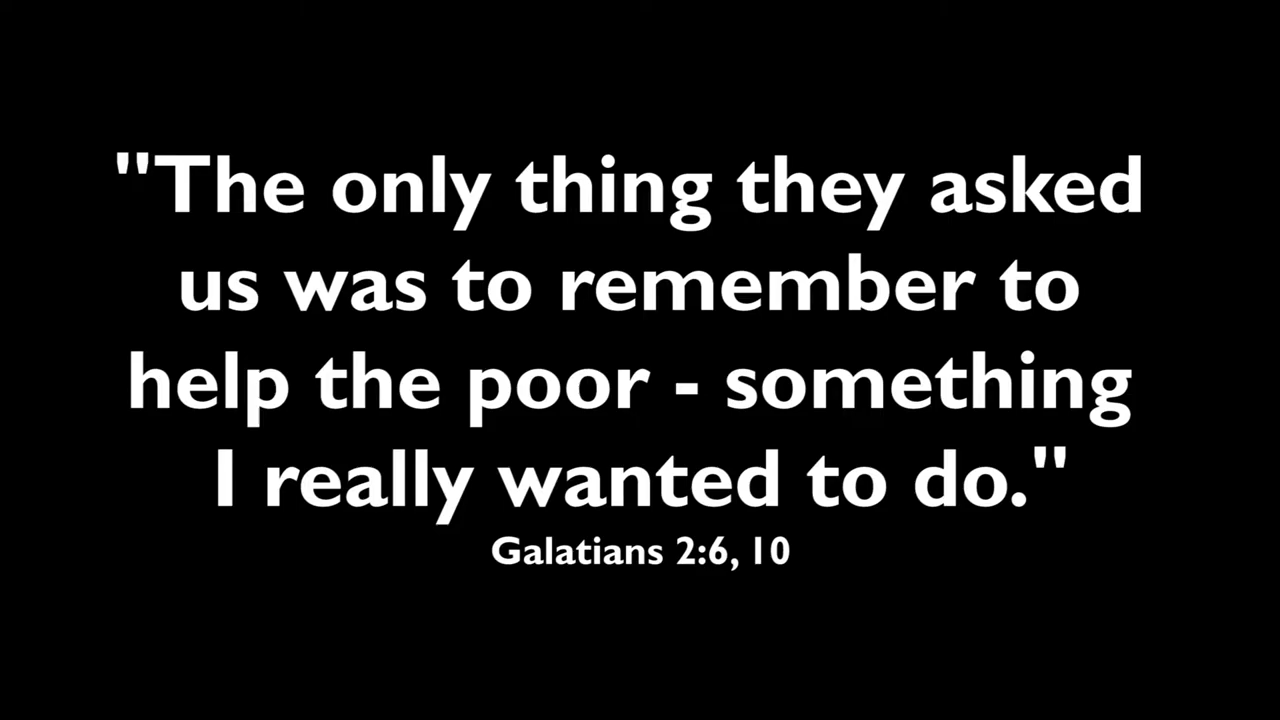 "The only thing they asked
us was to remember to
help the poor - something
I really wanted to do."
Galatians 2:6, 10